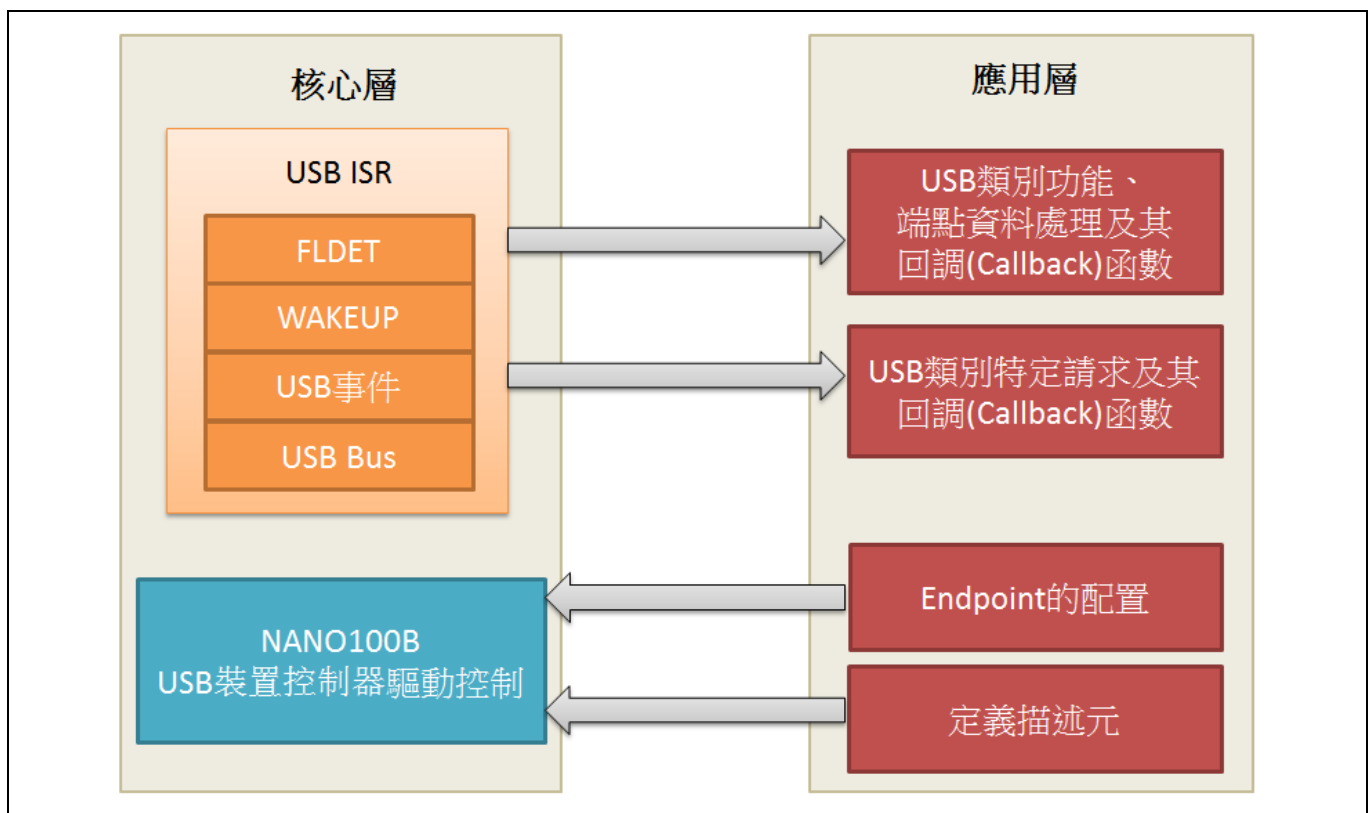 核心層
USB ISR
FLDET
WAKEUP
USB事件
USB Bus
NANO100B
USB裝置控制器驅動控制
應用層
USB類別功能、
端點資料處理及其
回調(Callback)函數
USB類別特定請求及其
回調(Callback)函數
Endpoint的配置
定義描述元